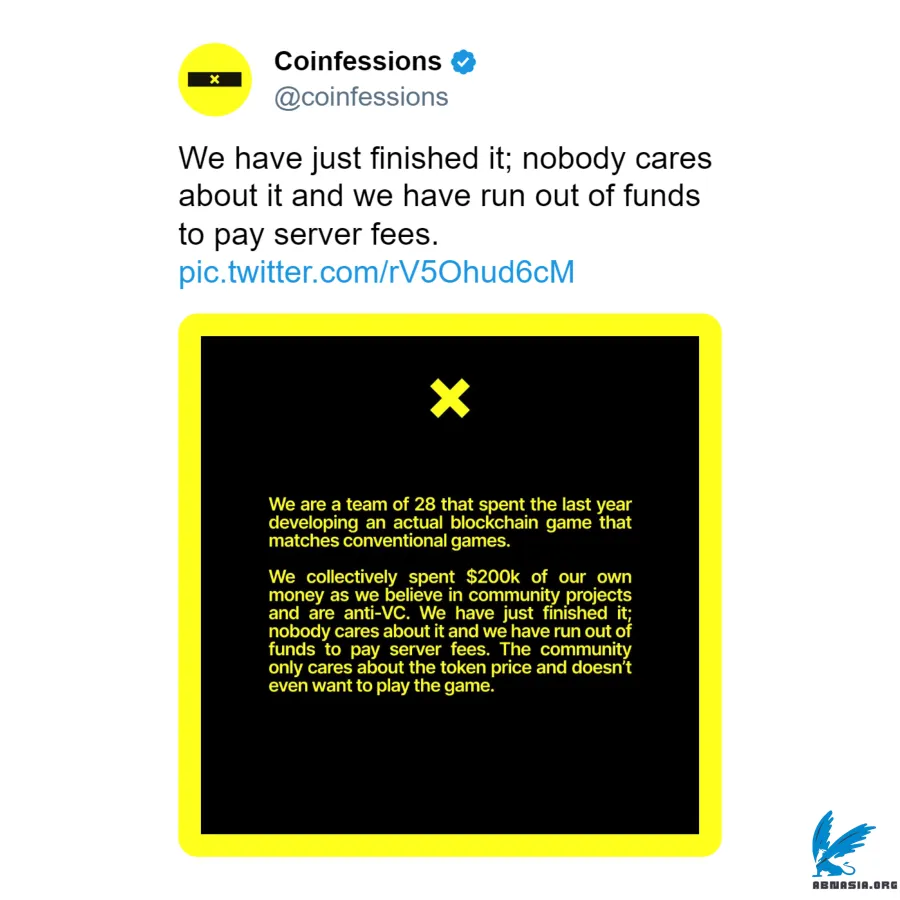 Coinfessions
@coinfessions
We have just finished it; nobody cares
about it and we have run out of funds
to pay server fees.
pic.twitter.com/rV5Ohud6cM
We are a team of 28 that spent the last year
developing an actual blockchain game that
matches conventional games.
We collectively spent $200k of our own
money as we believe in community projects
and are anti-VC. We have just finished it;
nobody cares about it and we have run out of
funds to pay server fees. The community
only cares about the token price and doesn't
even want to play the game.
ABNASIA.ORG